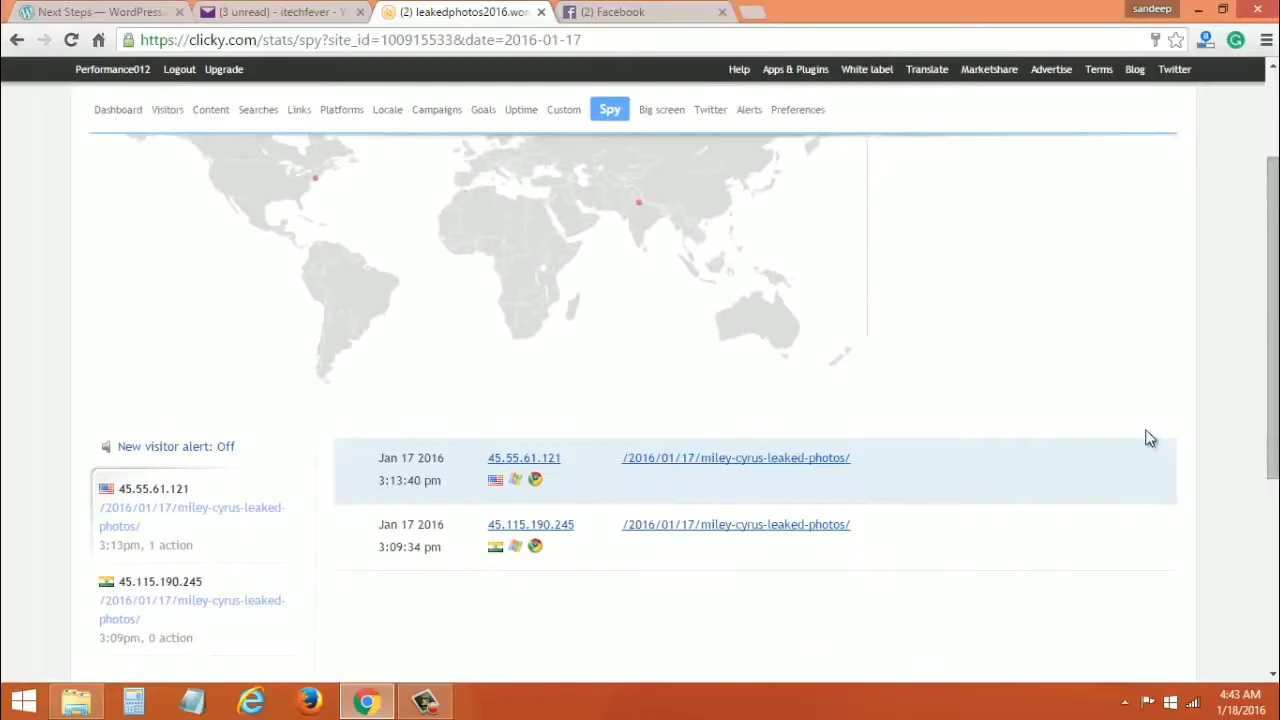 Next Steps — WordPress.
(3 unread) - itechfever - Y
(2) leakedphotos2016.wor
(2) Facebook
sandeep
https://clicky.com/stats/spy?site_id=100915533&date=2016-01-17
Performance012 Logout Upgrade
Help Apps & Plugins White label Translate Marketshare Advertise Terms Blog Twitter
Dashboard Visitors Content Searches Links Platforms Locale Campaigns Goals Uptime Custom Spy Big screen Twitter Alerts Preferences
New visitor alert: Off
45.55.61.121
/2016/01/17/miley-cyrus-leaked-
photos/
3:13pm, 1 action
45.115.190.245
/2016/01/17/miley-cyrus-leaked-
photos/
3:09pm, 0 action
Jan 17 2016 45.55.61.121 /2016/01/17/miley-cyrus-leaked-photos/
3:13:40 pm
Jan 17 2016 45.115.190.245 /2016/01/17/miley-cyrus-leaked-photos/
3:09:34 pm
4:43 AM
1/18/2016